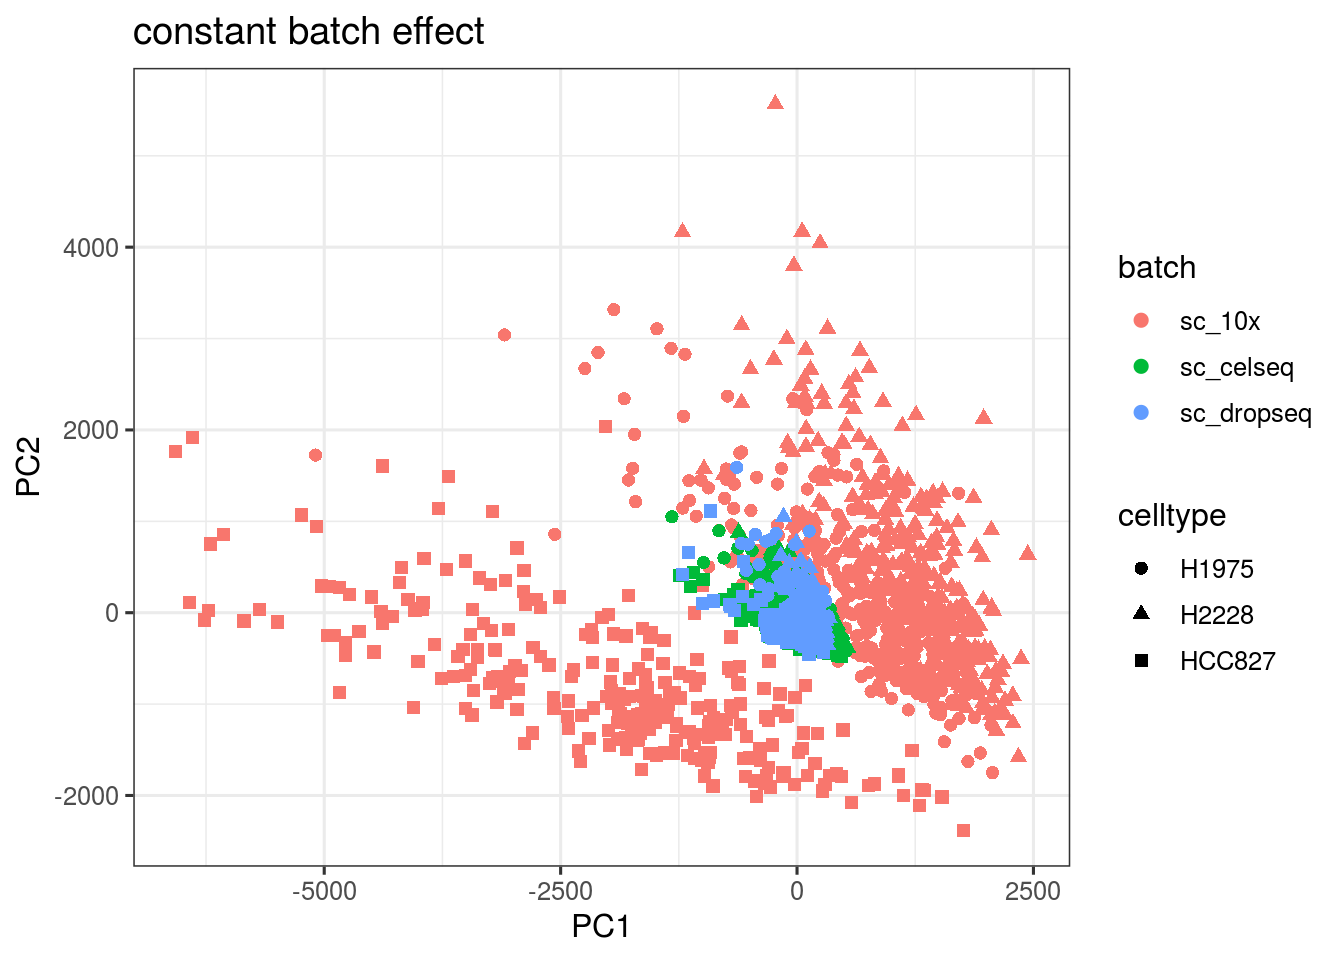 constant batch effect
4000
2000
0
-2000
PC2
-5000
-2500
0
2500
PC1
batch
sc_10x
sc_celseq
sc_dropseq
celltype
H1975
H2228
HCC827